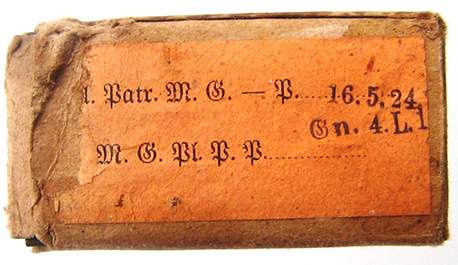 l. Patr. M. G. — P. .... 16. 5. 24
Gn. 4. L. 1
M. G. Pl. P. P. ..............